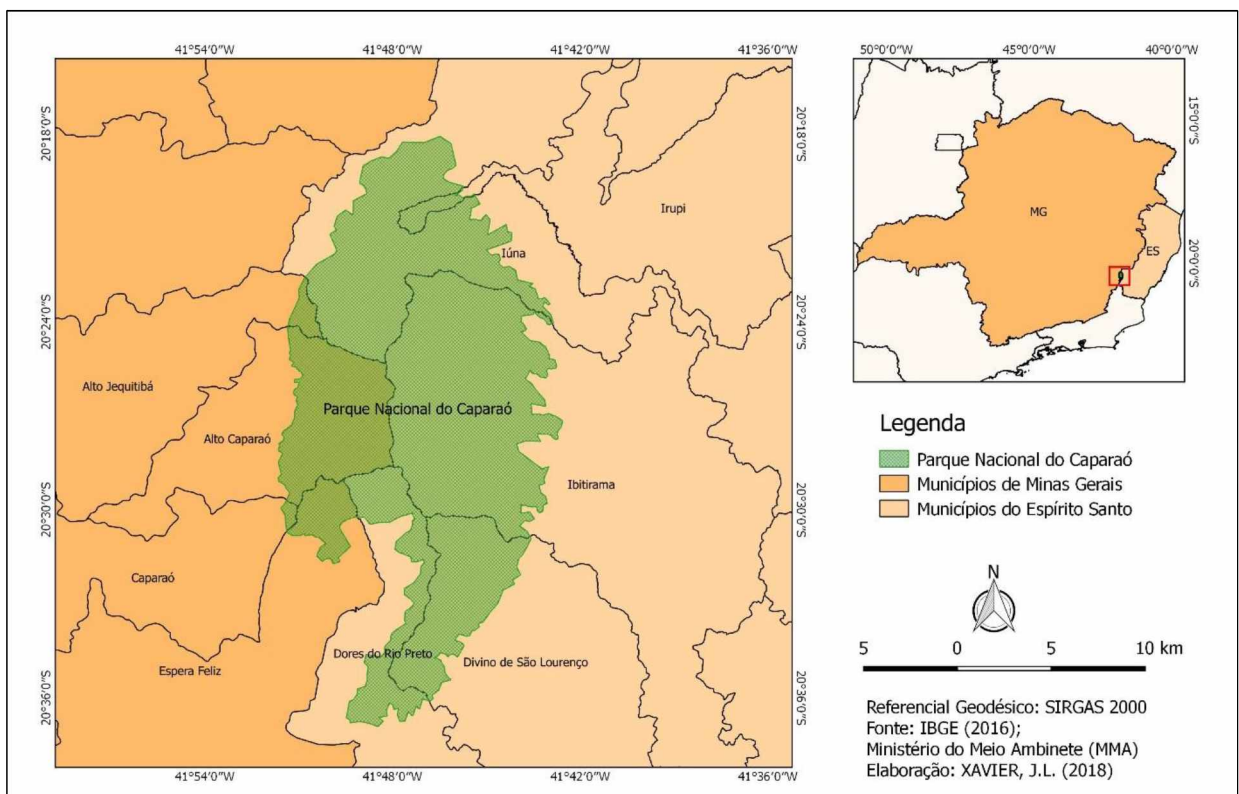 41°54'0"W
41°48'0"W
41°42'0"W
41°36'0"W
50°0'0"W
45°0'0"W
40°0'0"W
20°18'0"S
20°18'0"S
15°0'0"S
Irupi
MG
Iúna
ES
20°0'0"S
20°24'0"S
20°24'0"S
Alto Jequitibá
Parque Nacional do Caparaó
Alto Caparaó
Ibitirama
20°30'0"S
20°30'0"S
Caparaó
Dores do Rio Preto
Divino de São Lourenço
Espera Feliz
20°36'0"S
20°36'0"S
41°54'0"W
41°48'0"W
41°42'0"W
41°36'0"W
Legenda
Parque Nacional do Caparaó
Municípios de Minas Gerais
Municípios do Espírito Santo
N
5 0 5 10 km
Referencial Geodésico: SIRGAS 2000
Fonte: IBGE (2016);
Ministério do Meio Ambinete (MMA)
Elaboração: XAVIER, J.L. (2018)